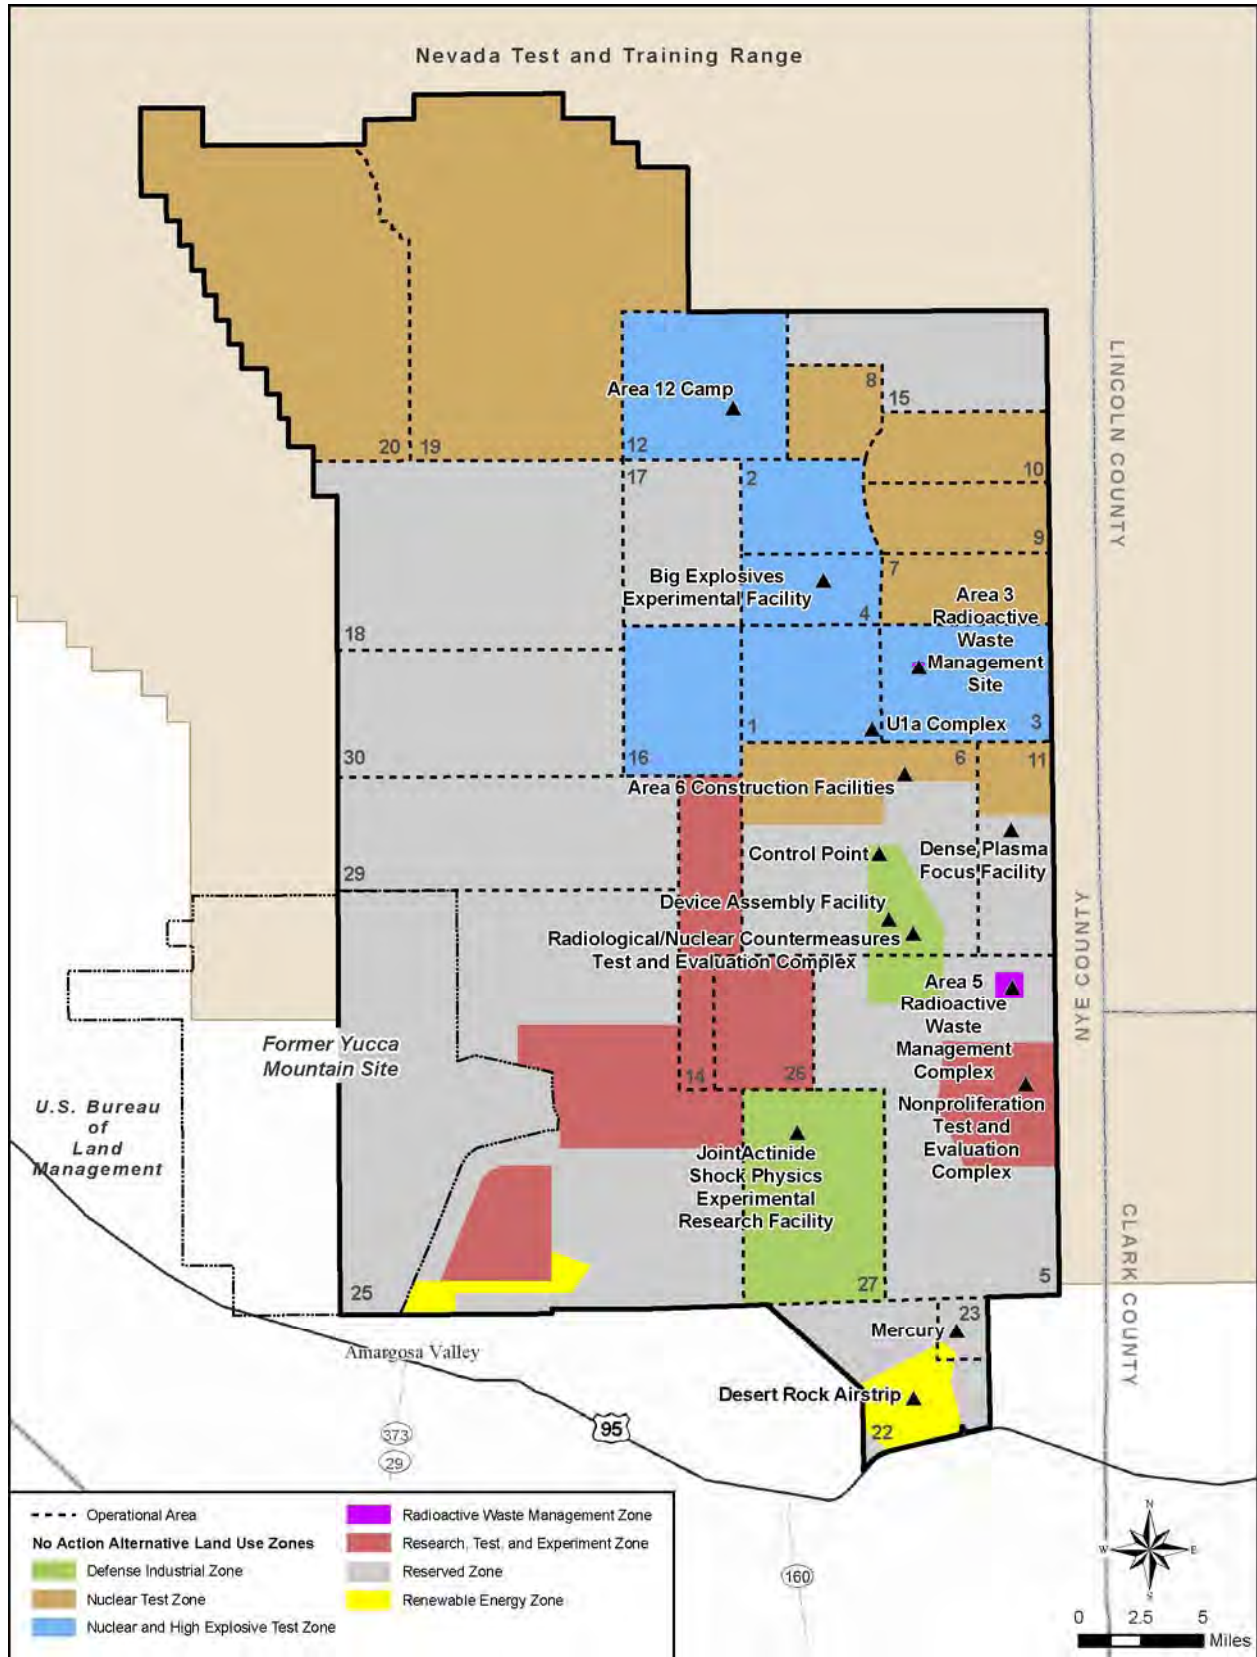 Nevada Test and Training Range
LINCOLN COUNTY
Area 12 Camp
8
15
20
19
12
10
17
2
9
Big Explosives
Experimental Facility
7
4
Area 3
Radioactive
Waste
Management
Site
18
U1a Complex
1
3
30
16
6
11
Area 6 Construction Facilities
Control Point
Dense Plasma
Focus Facility
29
Device Assembly Facility
NYE COUNTY
Radiological/Nuclear Countermeasures
Test and Evaluation Complex
Area 5
Radioactive
Waste
Management
Complex
Former Yucca
Mountain Site
14
26
U.S. Bureau
of
Land
Management
Nonproliferation
Test and
Evaluation
Complex
JointActinide
Shock Physics
Experimental
Research Facility
CLARK COUNTY
25
27
5
23
Mercury
Amargosa Valley
Desert Rock Airstrip
22
95
373
29
160
Operational Area
No Action Alternative Land Use Zones
Defense Industrial Zone
Nuclear Test Zone
Nuclear and High Explosive Test Zone
Radioactive Waste Management Zone
Research, Test, and Experiment Zone
Reserved Zone
Renewable Energy Zone
N
W
E
S
0 2.5 5
Miles